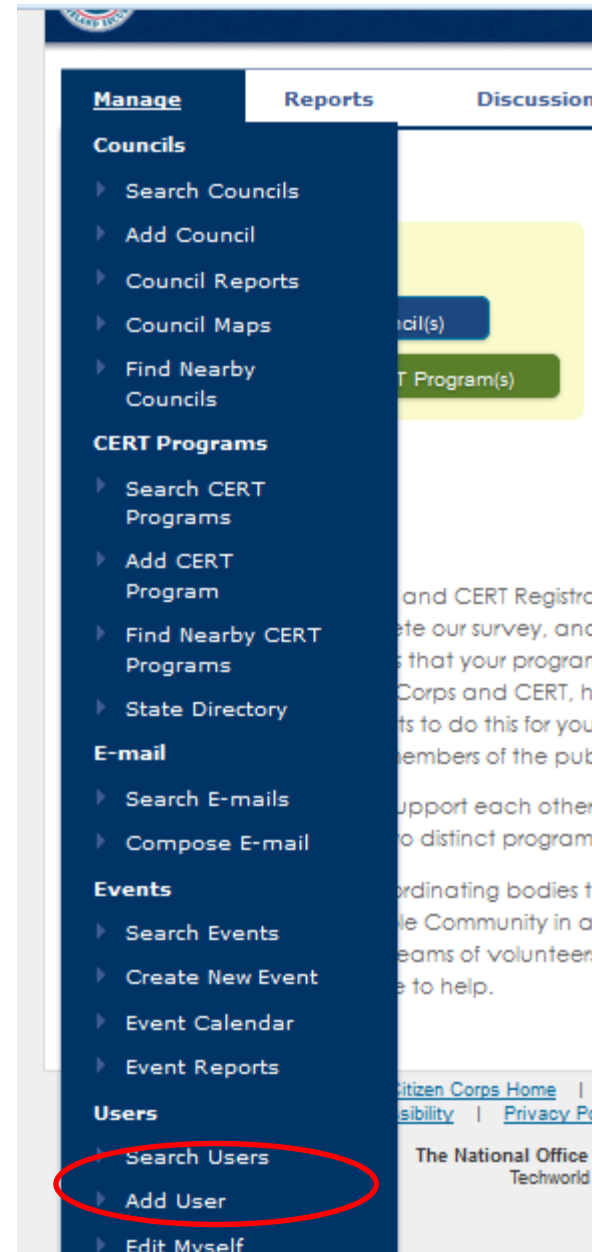 Manage Reports Discussion
Councils
Search Councils
Add Council
Council Reports
Council Maps
Find Nearby
Councils
CERT Programs
Search CERT
Programs
Add CERT
Program
Find Nearby CERT
Programs
State Directory
E-mail
Search E-mails
Compose E-mail
Events
Search Events
Create New Event
Event Calendar
Event Reports
Users
Search Users
Add User
Edit Myself
cil(s)
T Program(s)
and CERT Registra
ete our survey, and
s that your program
Corps and CERT, h
ts to do this for you
embers of the pub
upport each other
o distinct program
ordinating bodies t
le Community in a
eams of volunteers
e to help.
Citizen Corps Home |
sibility | Privacy Po
The National Office
Techworld